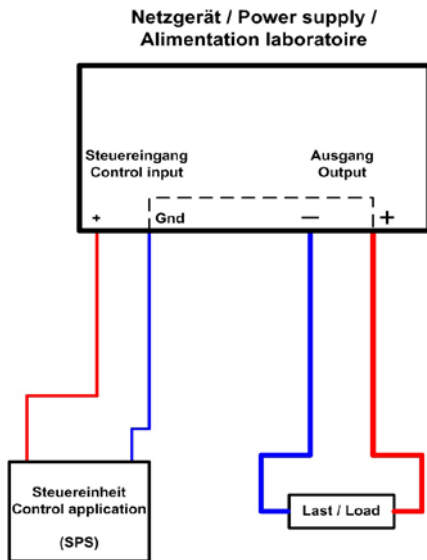 Netzgerät / Power supply /
Alimentation laboratoire
Steuereingang
Control input
Ausgang
Output
+
Gnd
—
+
Steuereinheit
Control application
(SPS)
Last / Load